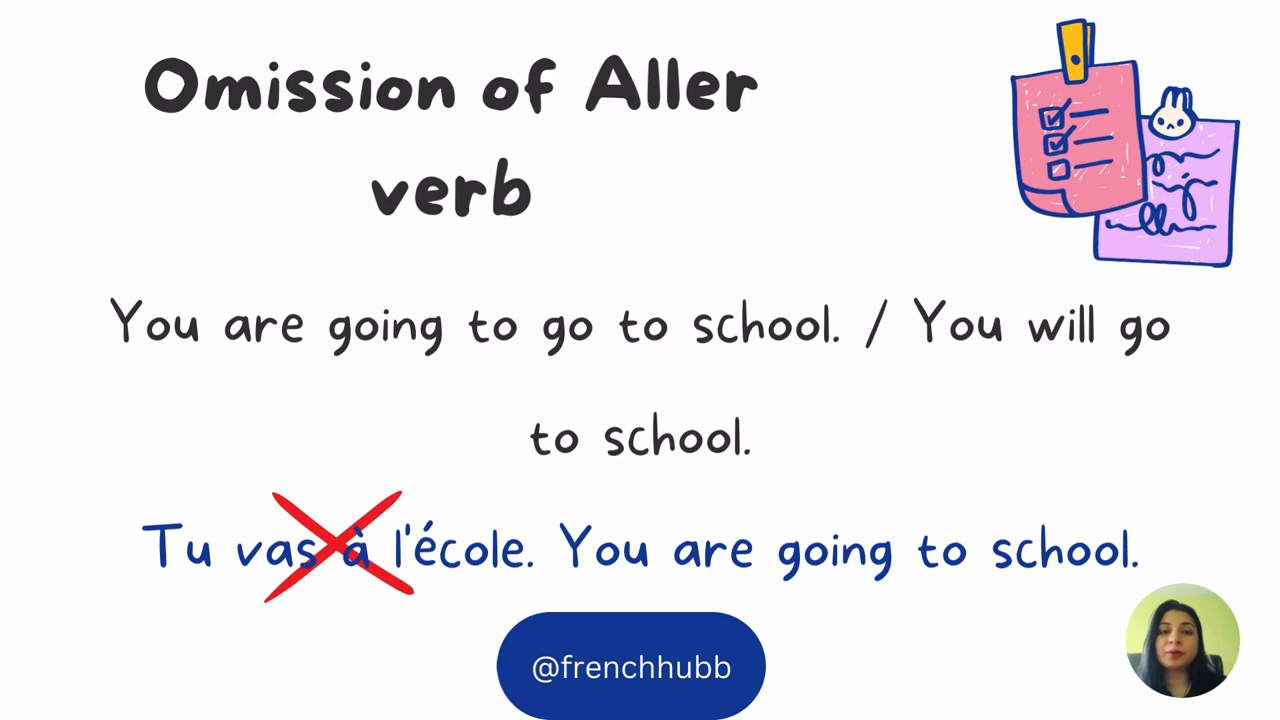 Omission of Aller
verb
You are going to go to school. / You will go
to school.
Tu vas à l'école. You are going to school.
@frenchhubb